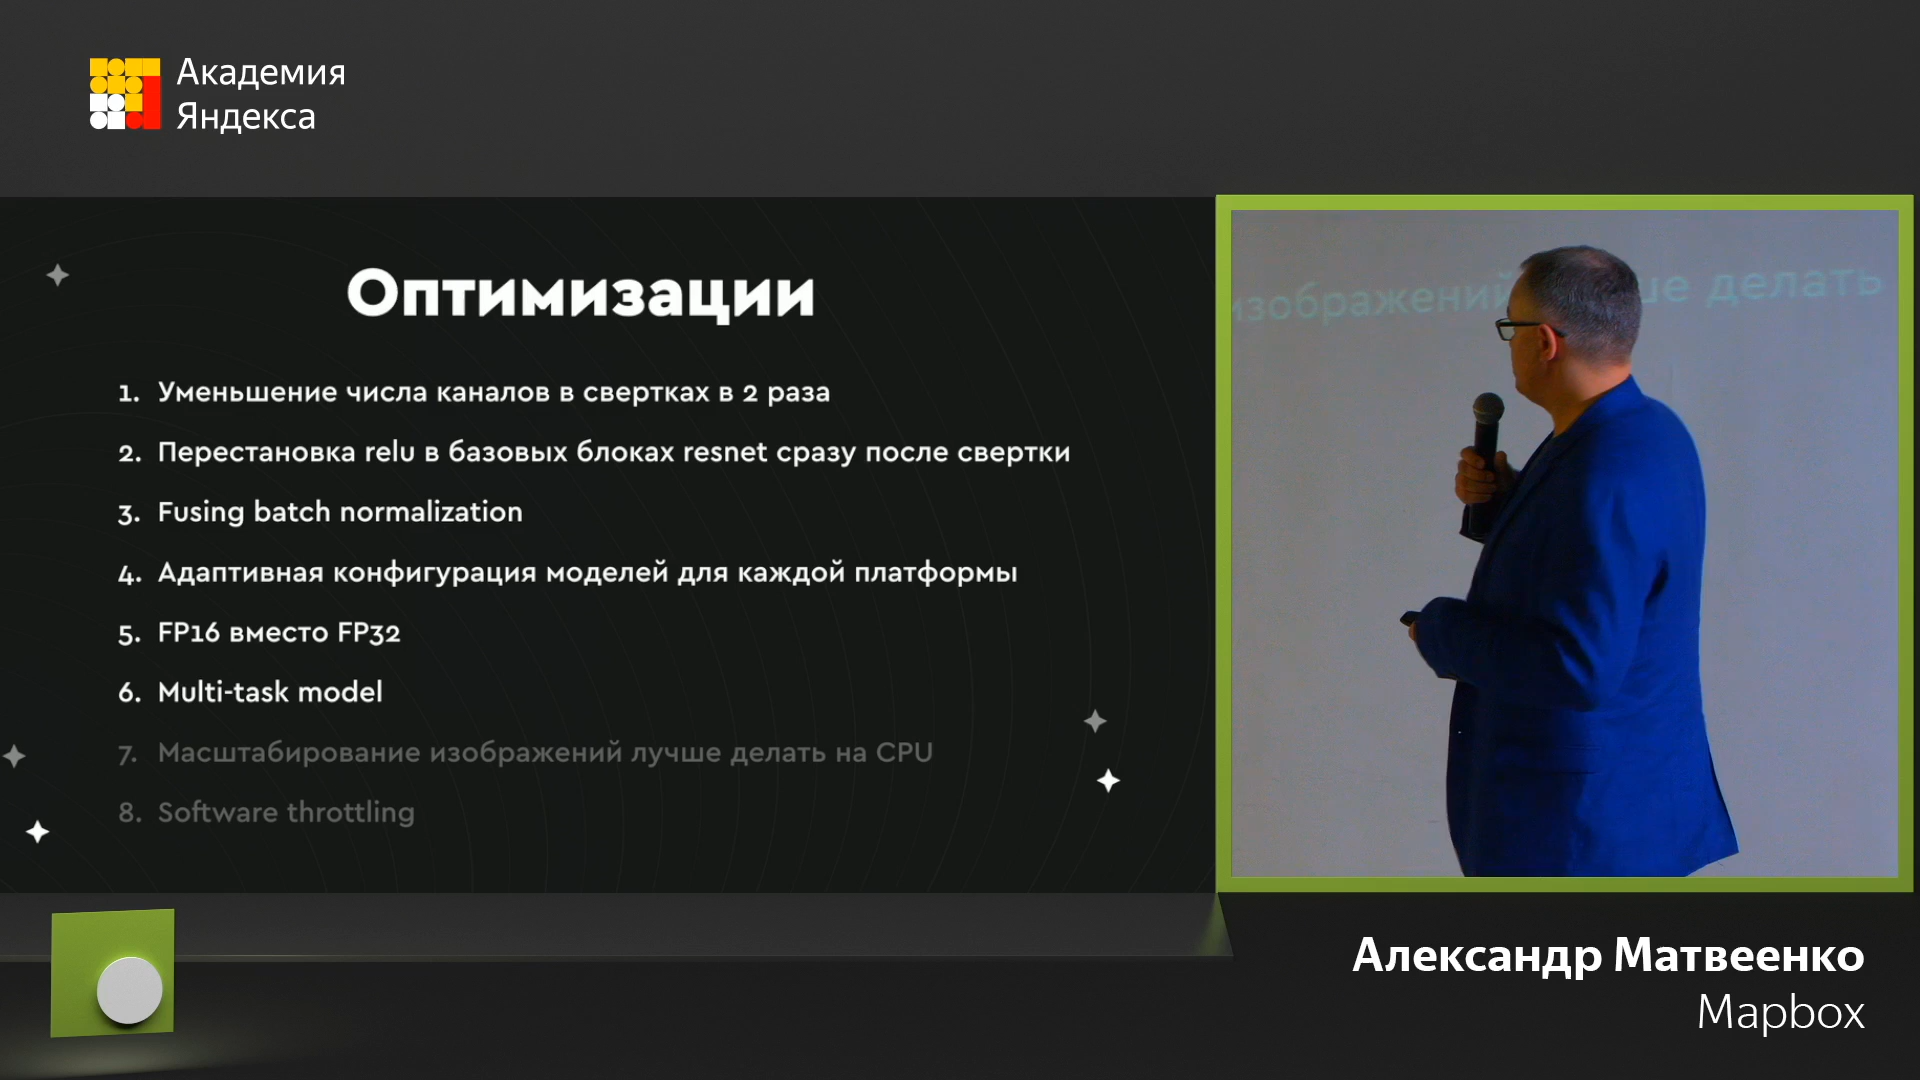 Академия
Яндекса
Оптимизации
1. Уменьшение числа каналов в свертках в 2 раза
2. Перестановка relu в базовых блоках resnet сразу после свертки
3. Fusing batch normalization
4. Адаптивная конфигурация моделей для каждой платформы
5. FP16 вместо FP32
6. Multi-task model
7. Масштабирование изображений лучше делать на CPU
8. Software throttling
изображений ше делать
Александр Матвеенко
Mapbox